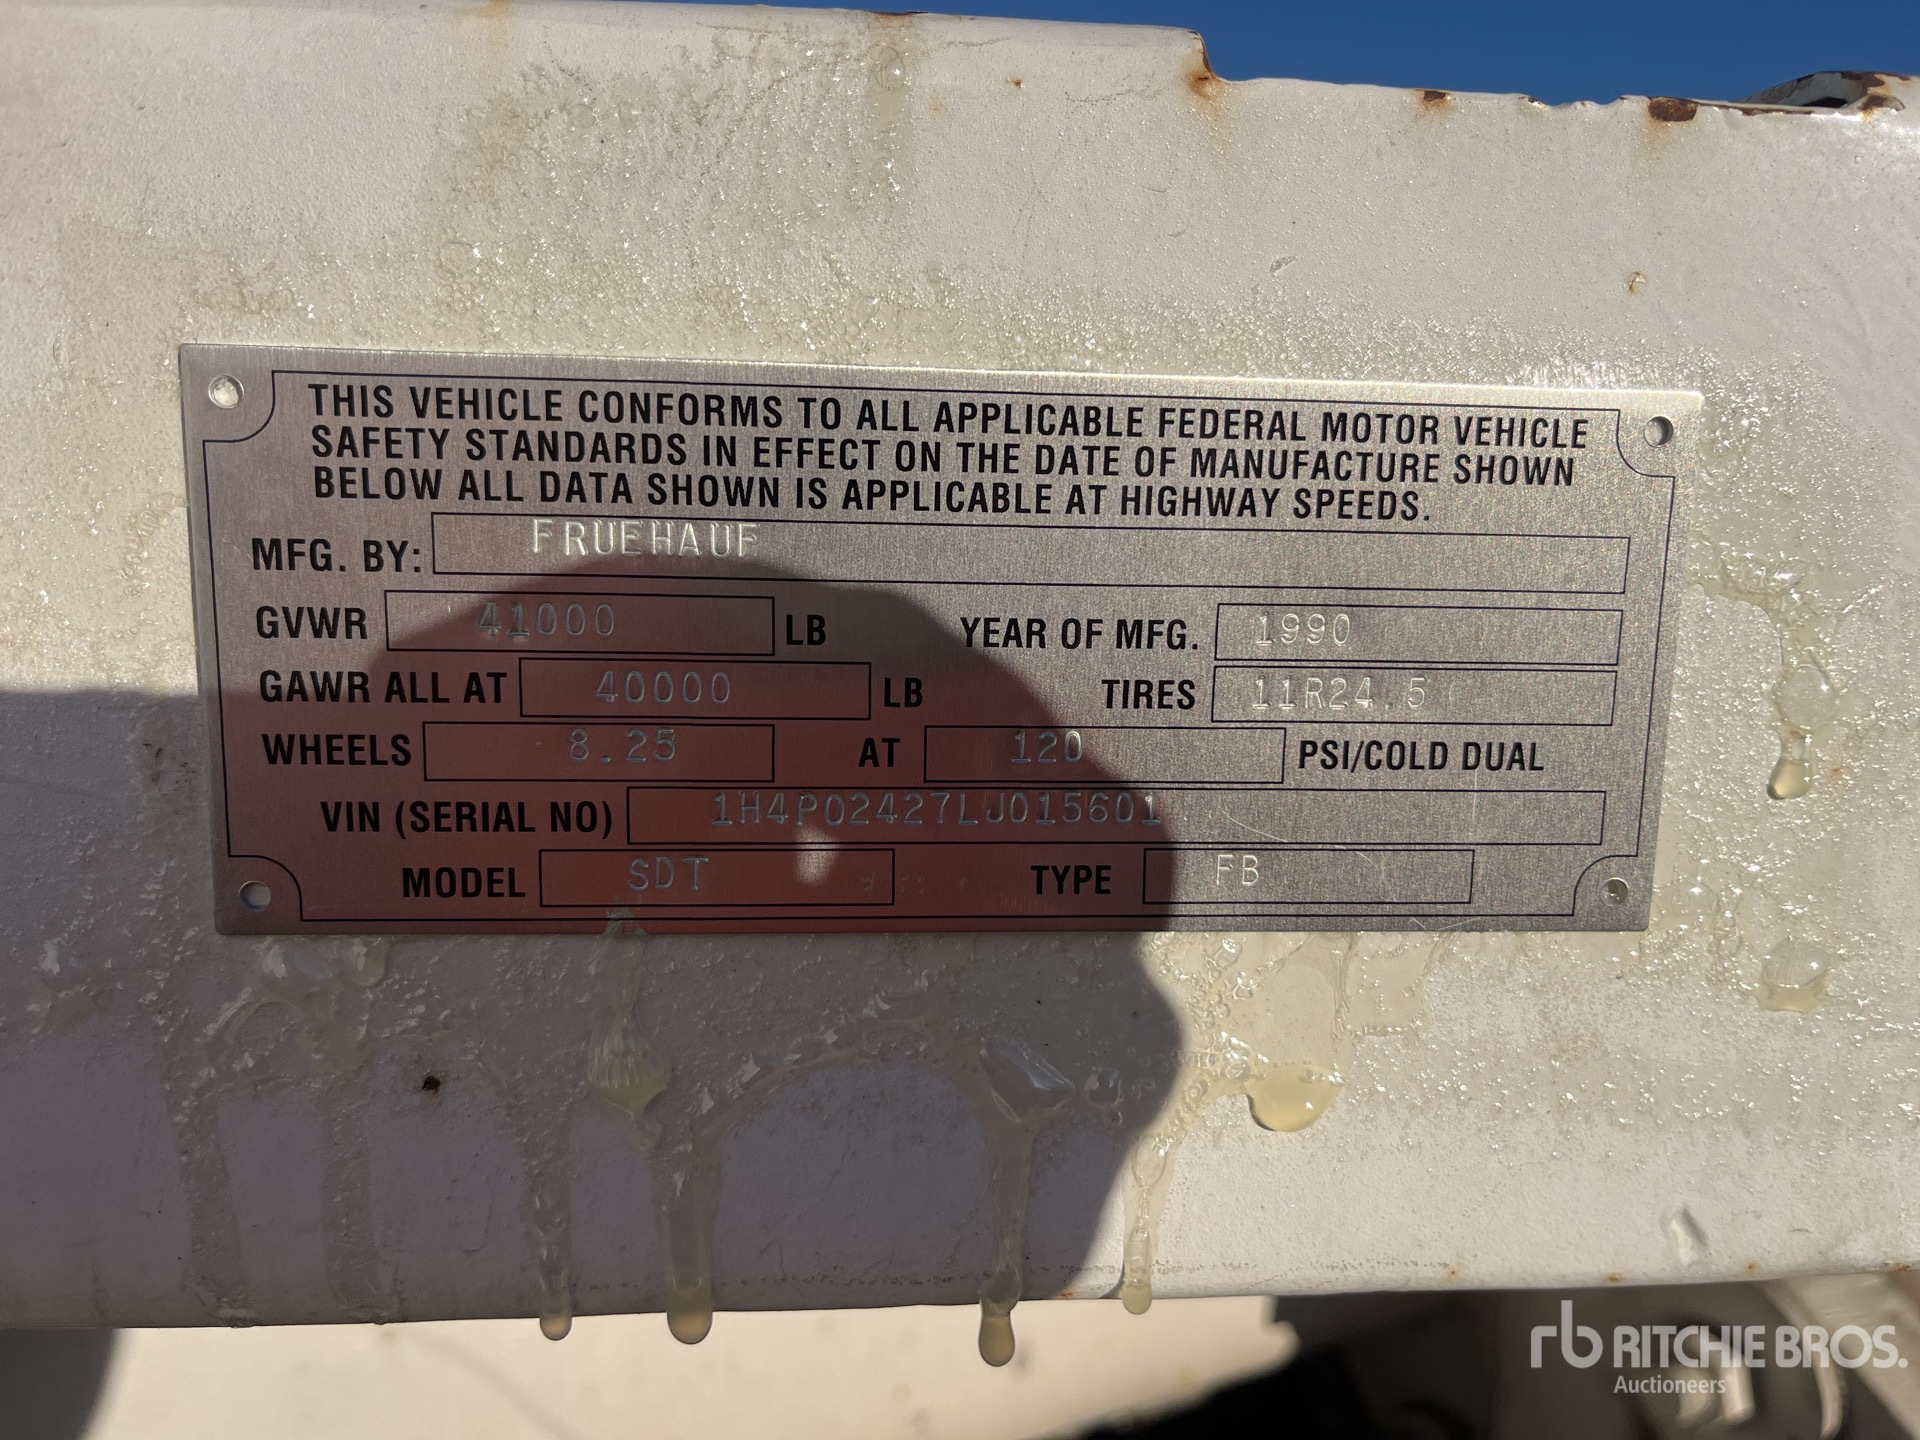 THIS VEHICLE CONFORMS TO ALL APPLICABLE FEDERAL MOTOR VEHICLE
SAFETY STANDARDS IN EFFECT ON THE DATE OF MANUFACTURE SHOWN
BELOW ALL DATA SHOWN IS APPLICABLE AT HIGHWAY SPEEDS.
MFG. BY: FRUEHAUF
GVWR 41000 LB YEAR OF MFG. 1990
GAWR ALL AT 40000 LB TIRES 11R24.5
WHEELS 8.25 AT 120 PSI/COLD DUAL
VIN (SERIAL NO) 1H4P02427LJ015601
MODEL SDT TYPE FB
rb RITCHIE BROS.
Auctioneers